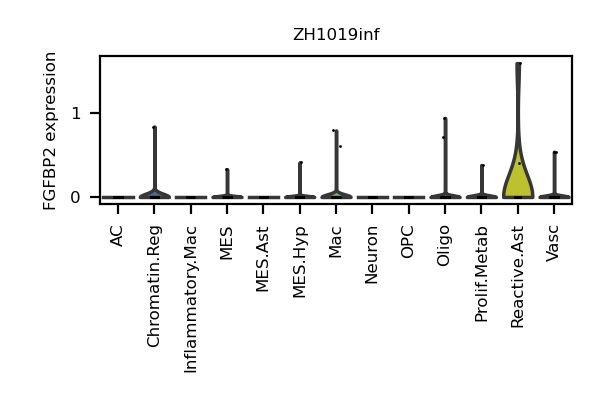 ZH1019inf
FGFBP2 expression
1
0
AC
Chromatin.Reg
Inflammatory.Mac
MES
MES.Ast
MES.Hyp
Mac
Neuron
OPC
Oligo
Prolif.Metab
Reactive.Ast
Vasc